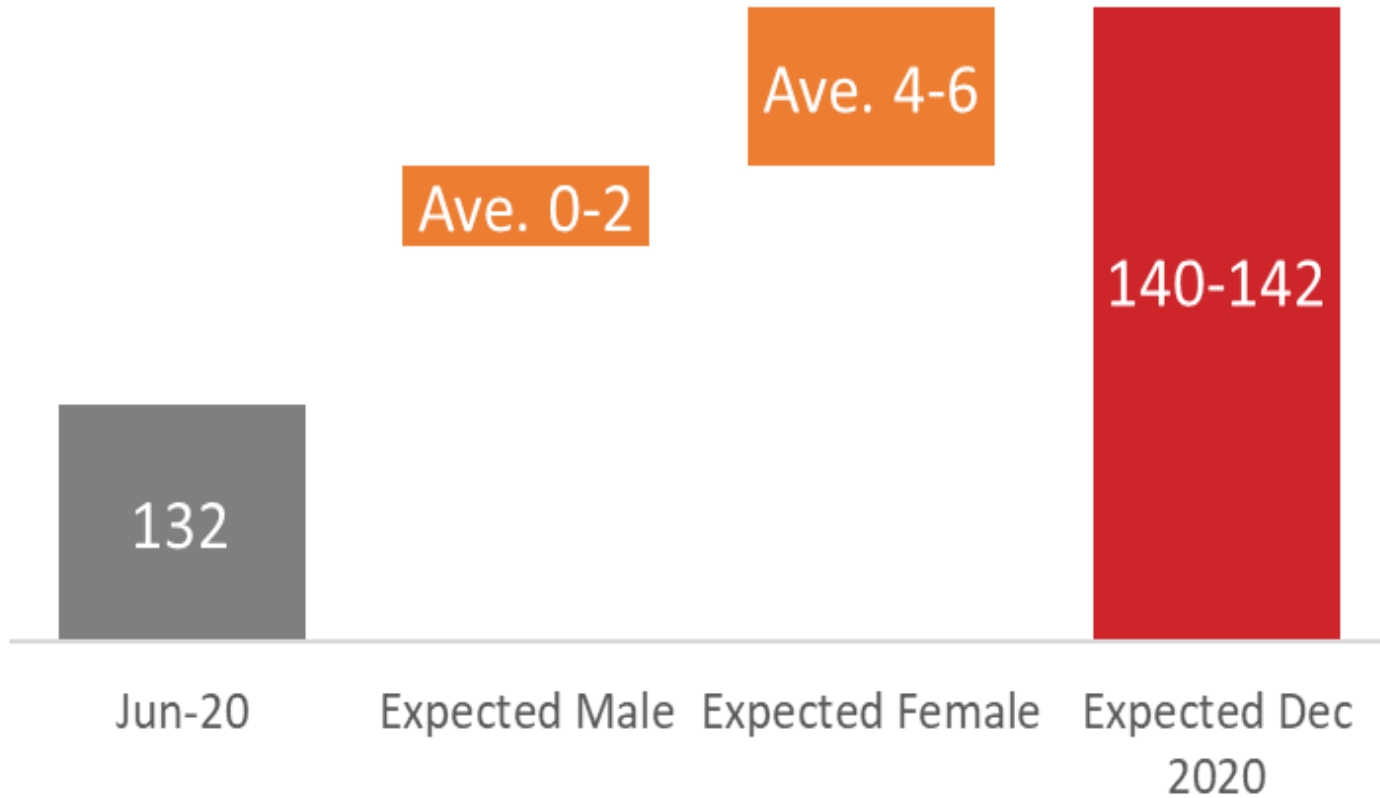 Ave. 4-6
Ave. 0-2
140-142
132
Jun-20
Expected Male
Expected Female
Expected Dec
2020